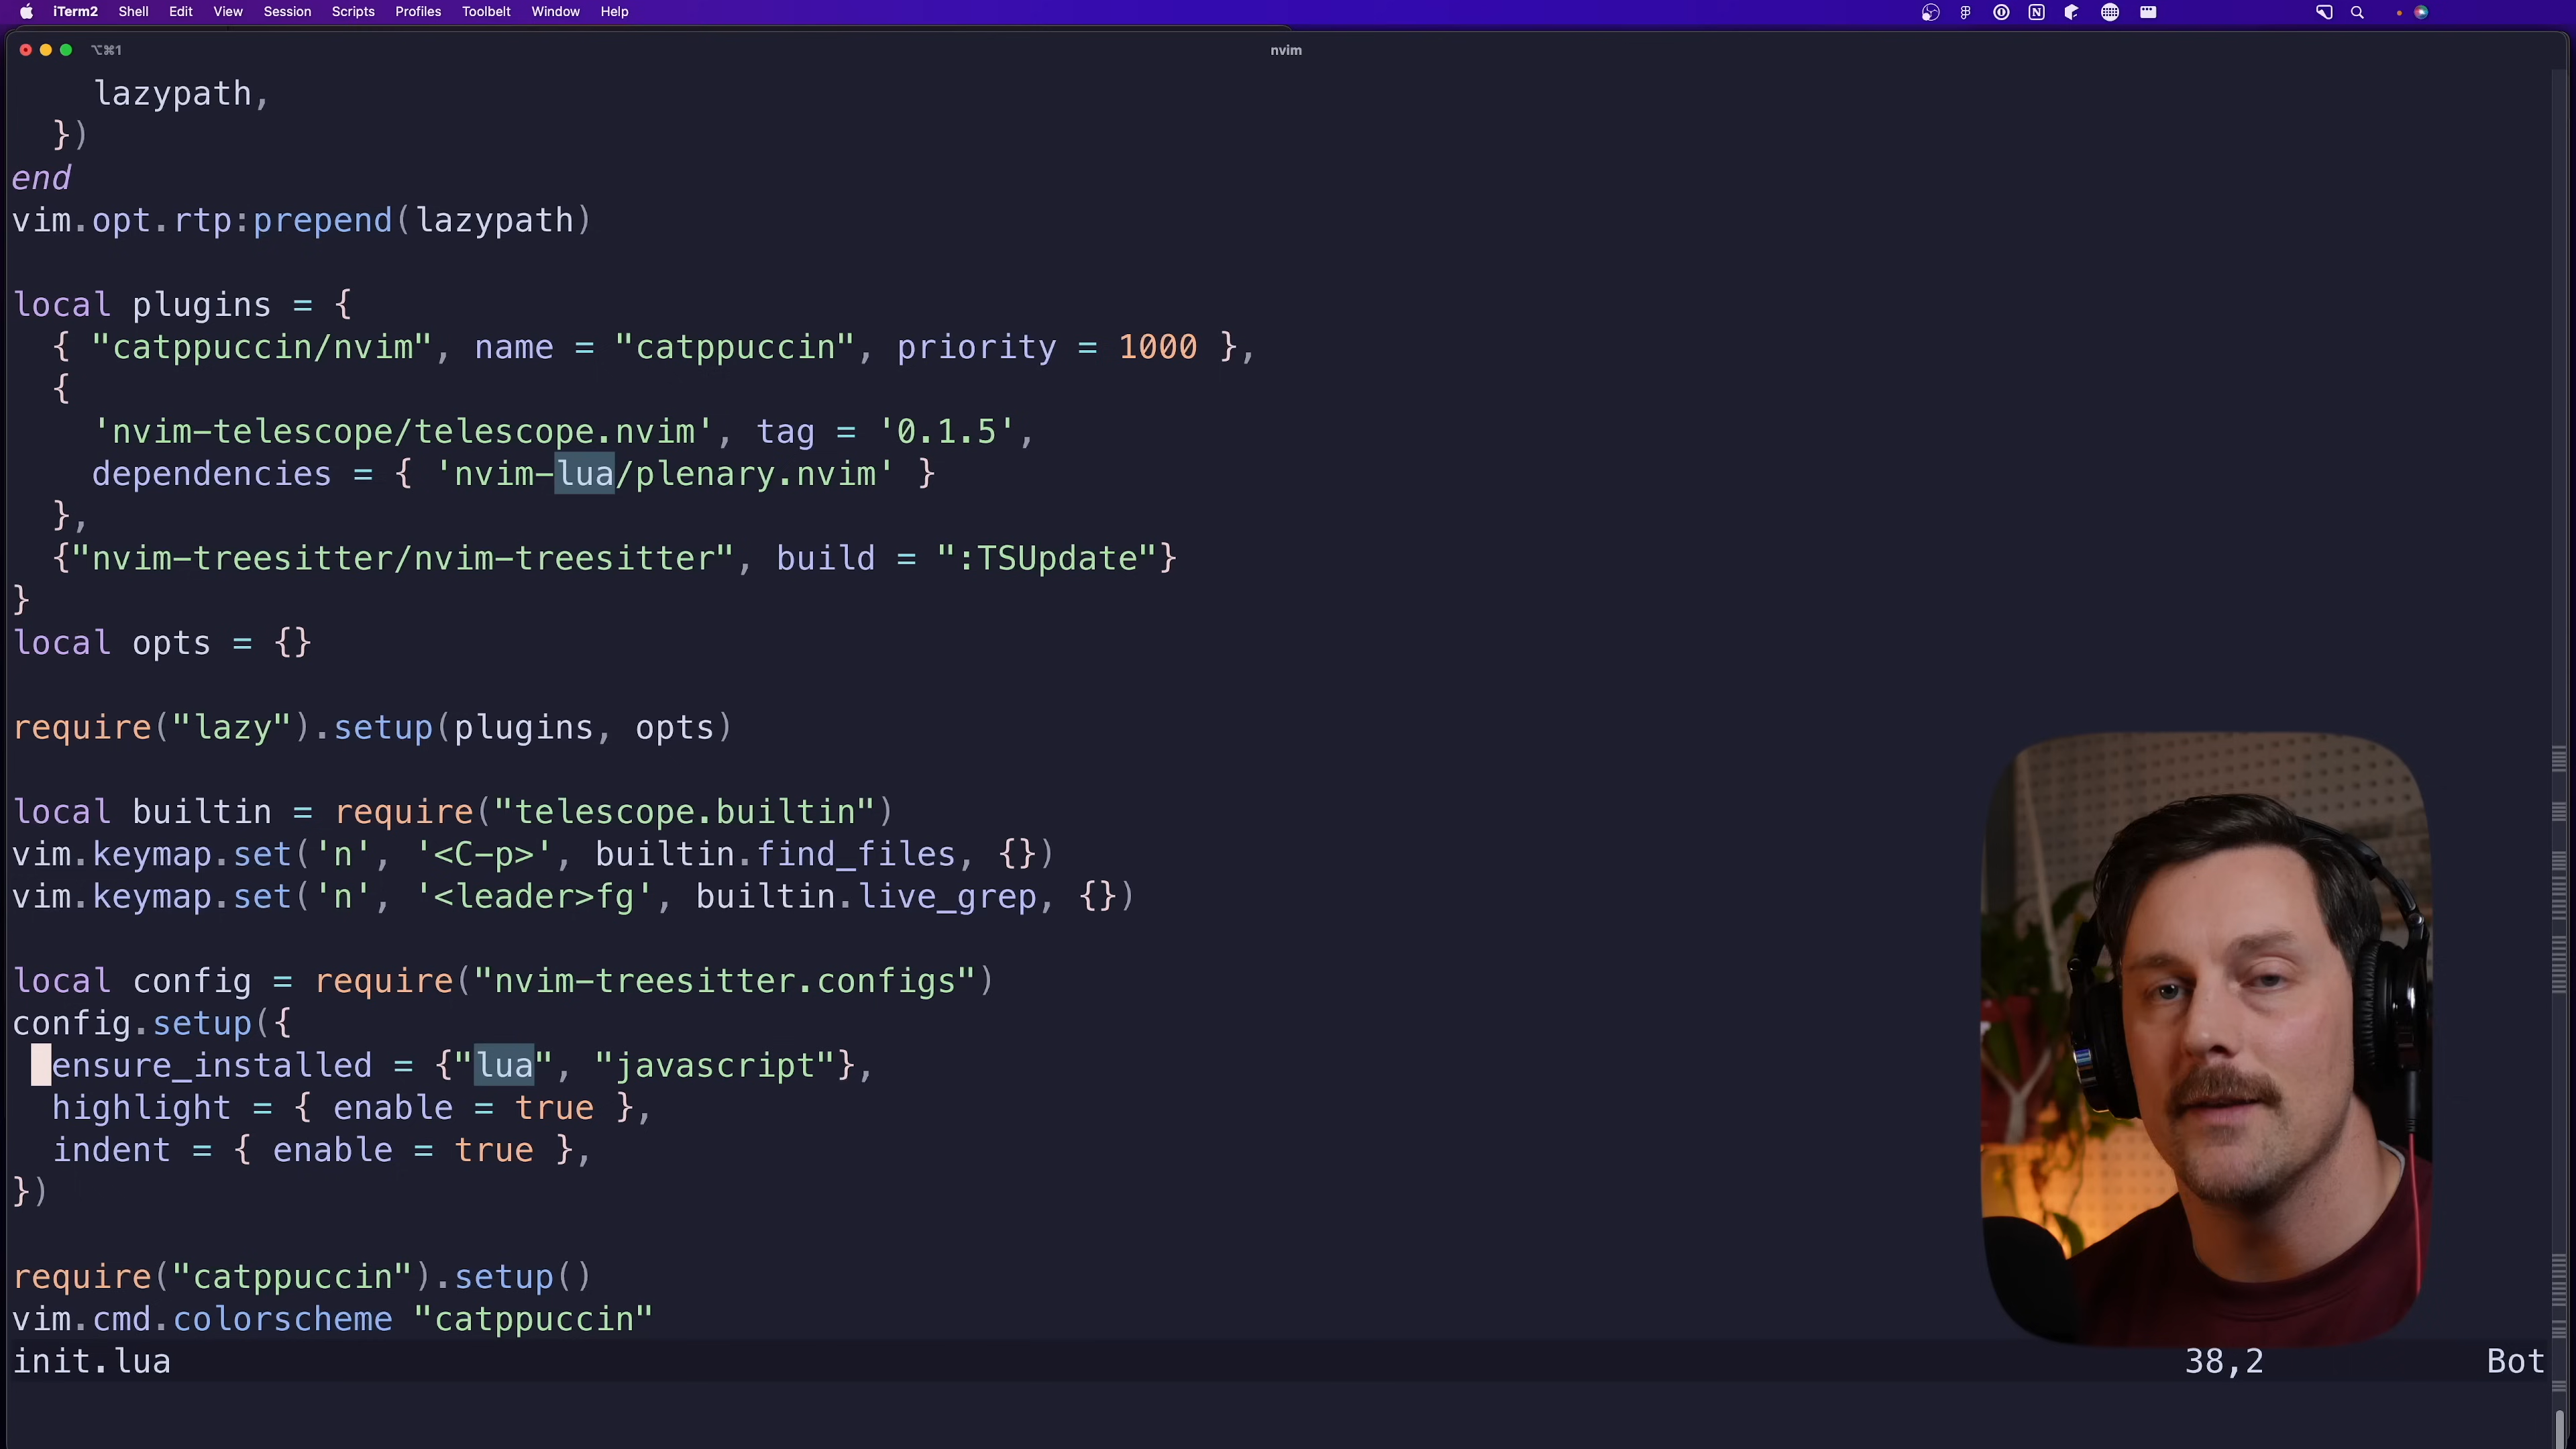 iTerm2 Shell Edit View Session Scripts Profiles Toolbelt Window Help
⌥⌘1 nvim
      lazypath,
  })
end
vim.opt.rtp:prepend(lazypath)
local plugins = {
  { "catppuccin/nvim", name = "catppuccin", priority = 1000 },
  {
    'nvim-telescope/telescope.nvim', tag = '0.1.5',
    dependencies = { 'nvim-lua/plenary.nvim' }
  },
  {"nvim-treesitter/nvim-treesitter", build = ":TSUpdate"}
}
local opts = {}
require("lazy").setup(plugins, opts)
local builtin = require("telescope.builtin")
vim.keymap.set('n', '<C-p>', builtin.find_files, {})
vim.keymap.set('n', '<leader>fg', builtin.live_grep, {})
local config = require("nvim-treesitter.configs")
config.setup({
  ensure_installed = {"lua", "javascript"},
  highlight = { enable = true },
  indent = { enable = true },
})
require("catppuccin").setup()
vim.cmd.colorscheme "catppuccin"
init.lua 38,2 Bot